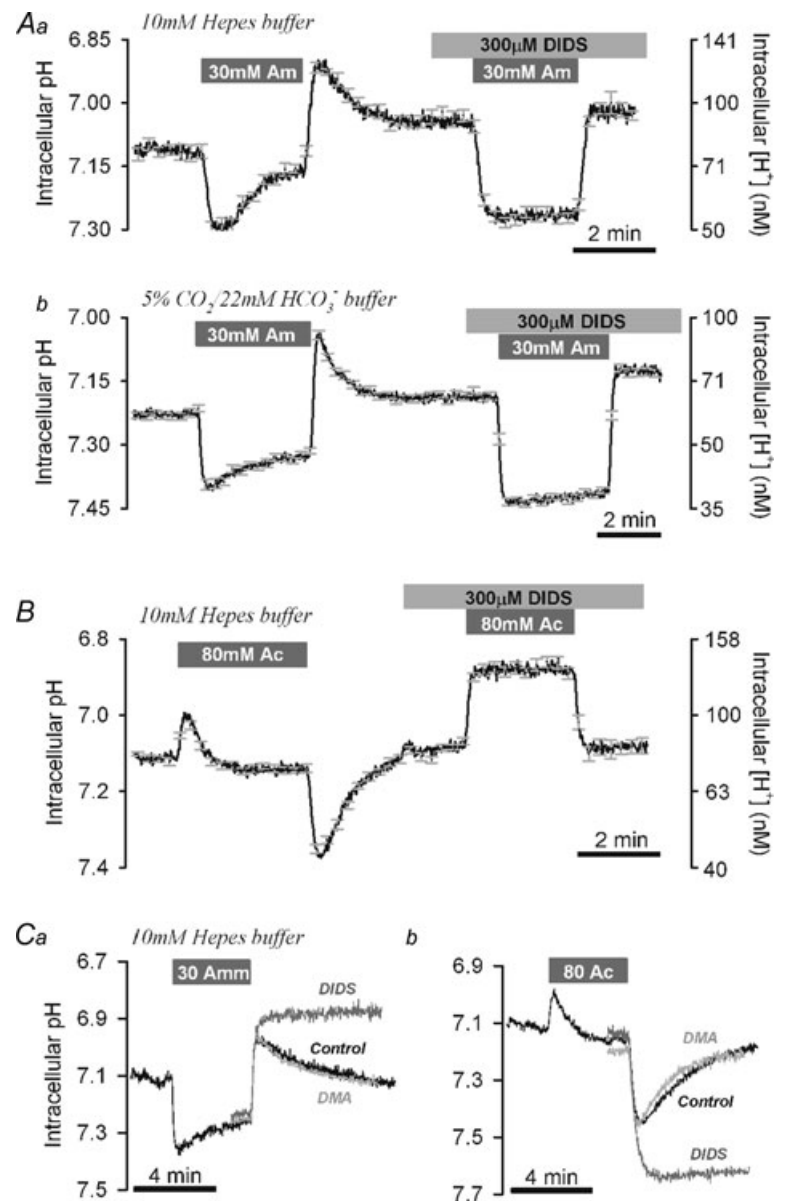 Aa 10mM Hepes buffer
6.85
7.00
7.15
7.30
Intracellular pH
30mM Am
300µM DIDS
30mM Am
2 min
141
100
71
50
Intracellular [H⁺] (nM)
b 5% CO₂/22mM HCO₃⁻ buffer
7.00
7.15
7.30
7.45
Intracellular pH
30mM Am
300µM DIDS
30mM Am
2 min
100
71
50
35
Intracellular [H⁺] (nM)
B 10mM Hepes buffer
6.8
7.0
7.2
7.4
Intracellular pH
80mM Ac
300µM DIDS
80mM Ac
2 min
158
100
63
40
Intracellular [H⁺] (nM)
Ca 10mM Hepes buffer
6.7
6.9
7.1
7.3
7.5
Intracellular pH
30 Amm
DIDS
Control
DMA
4 min
b
6.9
7.1
7.3
7.5
7.7
80 Ac
DMA
Control
DIDS
4 min